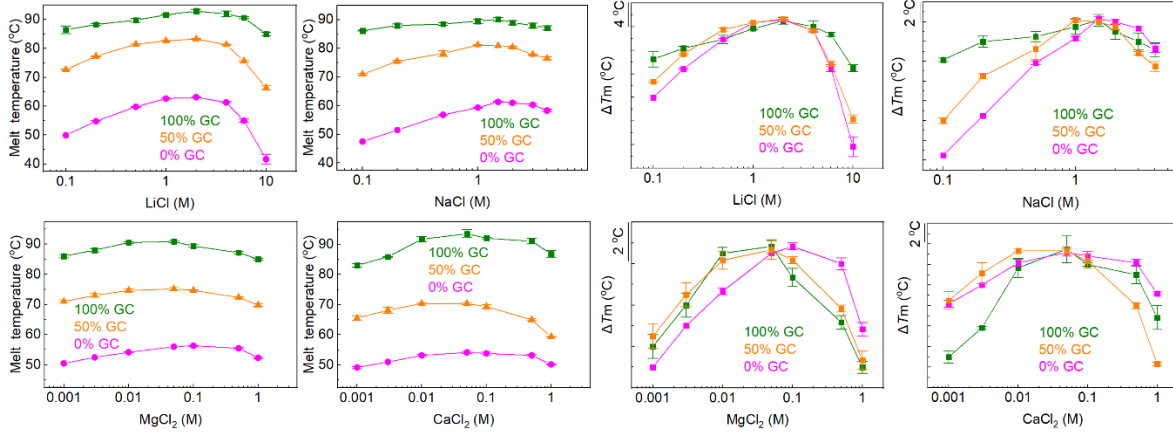 Melt temperature (°C)
90
80
70
60
50
40
100% GC
50% GC
0% GC
0.1
1
10
LiCl (M)
Melt temperature (°C)
90
80
70
60
50
40
100% GC
50% GC
0% GC
0.1
1
NaCl (M)
ΔTm (°C)
4 °C
100% GC
50% GC
0% GC
0.1
1
10
LiCl (M)
ΔTm (°C)
2 °C
100% GC
50% GC
0% GC
0.1
1
NaCl (M)
Melt temperature (°C)
90
80
70
60
50
100% GC
50% GC
0% GC
0.001
0.01
0.1
1
MgCl₂ (M)
Melt temperature (°C)
90
80
70
60
50
100% GC
50% GC
0% GC
0.001
0.01
0.1
1
CaCl₂ (M)
ΔTm (°C)
2 °C
100% GC
50% GC
0% GC
0.001
0.01
0.1
1
MgCl₂ (M)
ΔTm (°C)
2 °C
100% GC
50% GC
0% GC
0.001
0.01
0.1
1
CaCl₂ (M)